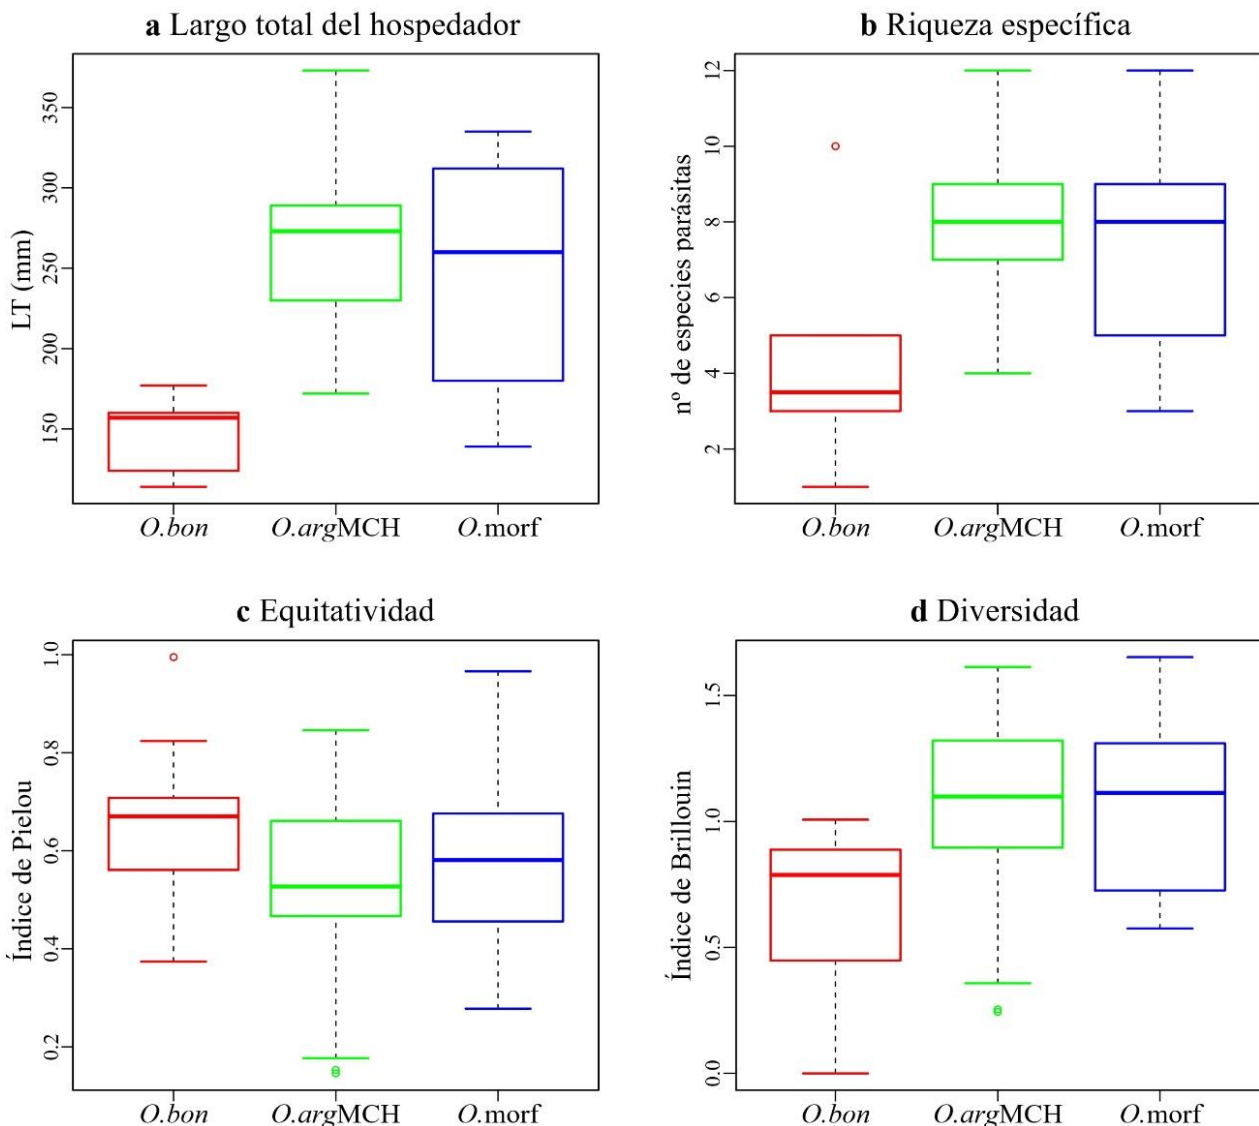 a Largo total del hospedador
LT (mm)
350
300
250
200
150
O.bon
O.argMCH
O.morf
b Riqueza específica
nº de especies parásitas
12
10
8
6
4
2
O.bon
O.argMCH
O.morf
c Equitatividad
Índice de Pielou
1.0
0.8
0.6
0.4
0.2
O.bon
O.argMCH
O.morf
d Diversidad
Índice de Brillouin
1.5
1.0
0.5
0.0
O.bon
O.argMCH
O.morf